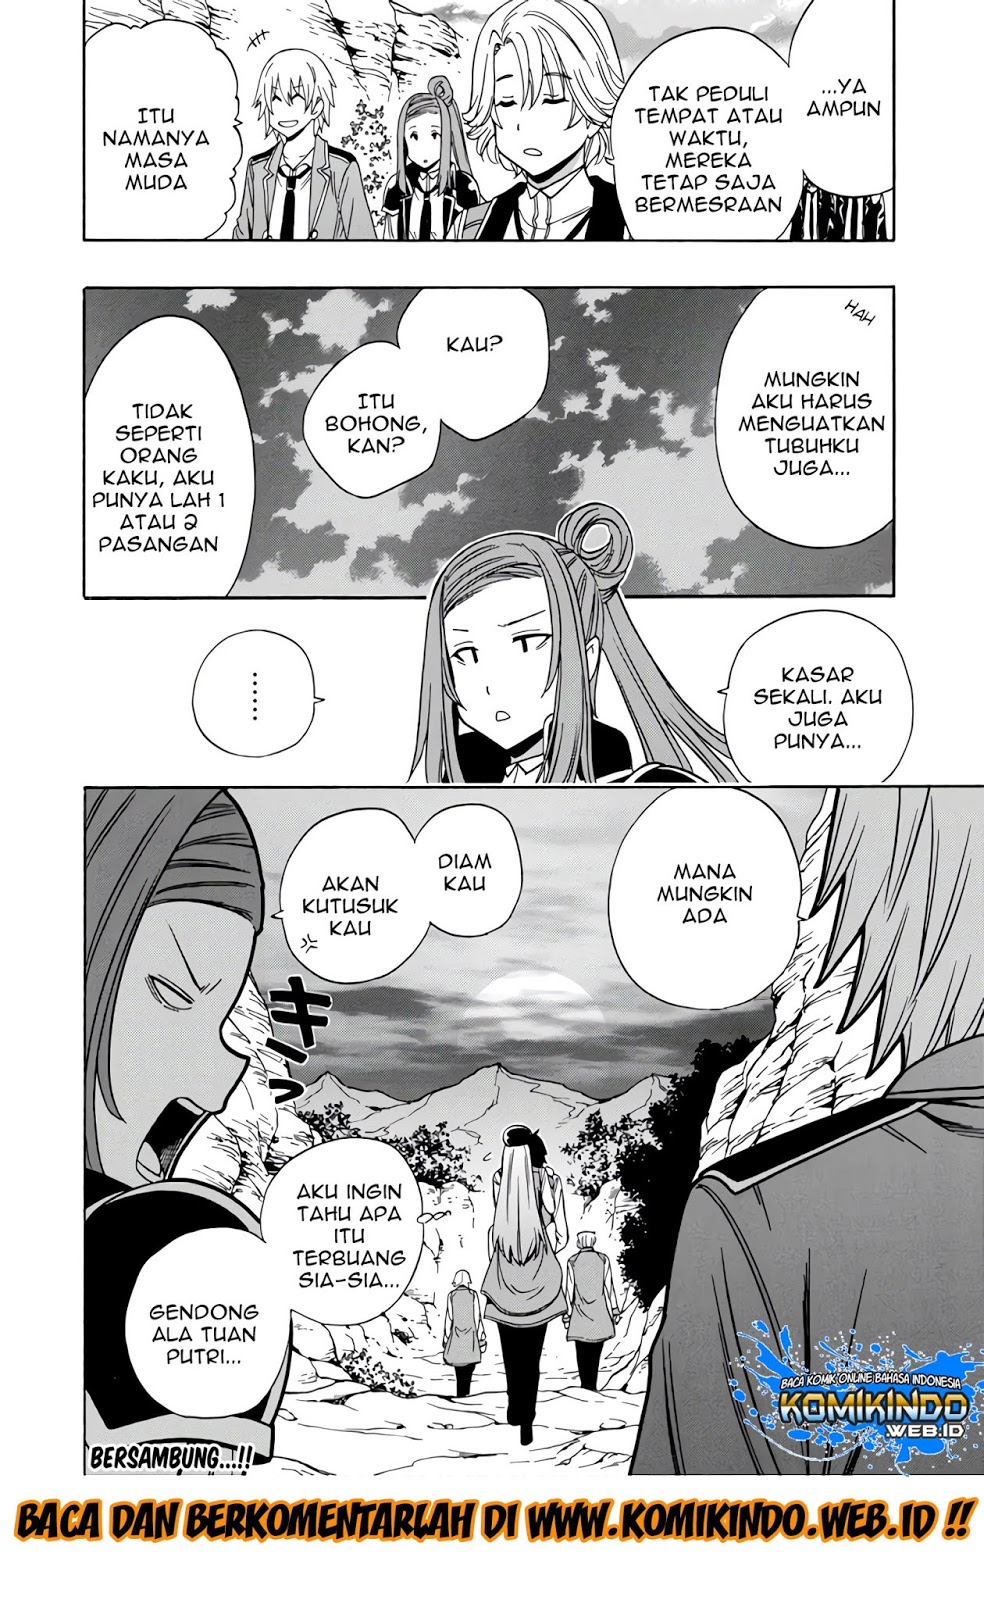 ...YA
AMPUN
TAK PEDULI
TEMPAT ATAU
WAKTU,
MEREKA
TETAP SAJA
BERMESRAAN
ITU
NAMANYA
MASA
MUDA
HAH
MUNGKIN
AKU HARUS
MENGUATKAN
TUBUHKU
JUGA...
KAU?
ITU
BOHONG,
KAN?
TIDAK
SEPERTI
ORANG
KAKU, AKU
PUNYA LAH 1
ATAU 2
PASANGAN
KASAR
SEKALI. AKU
JUGA
PUNYA...
.......
MANA
MUNGKIN
ADA
DIAM
KAU
AKAN
KUTUSUK
KAU
キーっ
AKU INGIN
TAHU APA
ITU
TERBUANG
SIA-SIA...
GENDONG
ALA TUAN
PUTRI...
BACA KOMIK ONLINE BAHASA INDONESIA
KOMIKINDO
WEB.ID
BERSAMBUNG...!!
BACA DAN BERKOMENTARLAH DI WWW.KOMIKINDO.WEB.ID !!